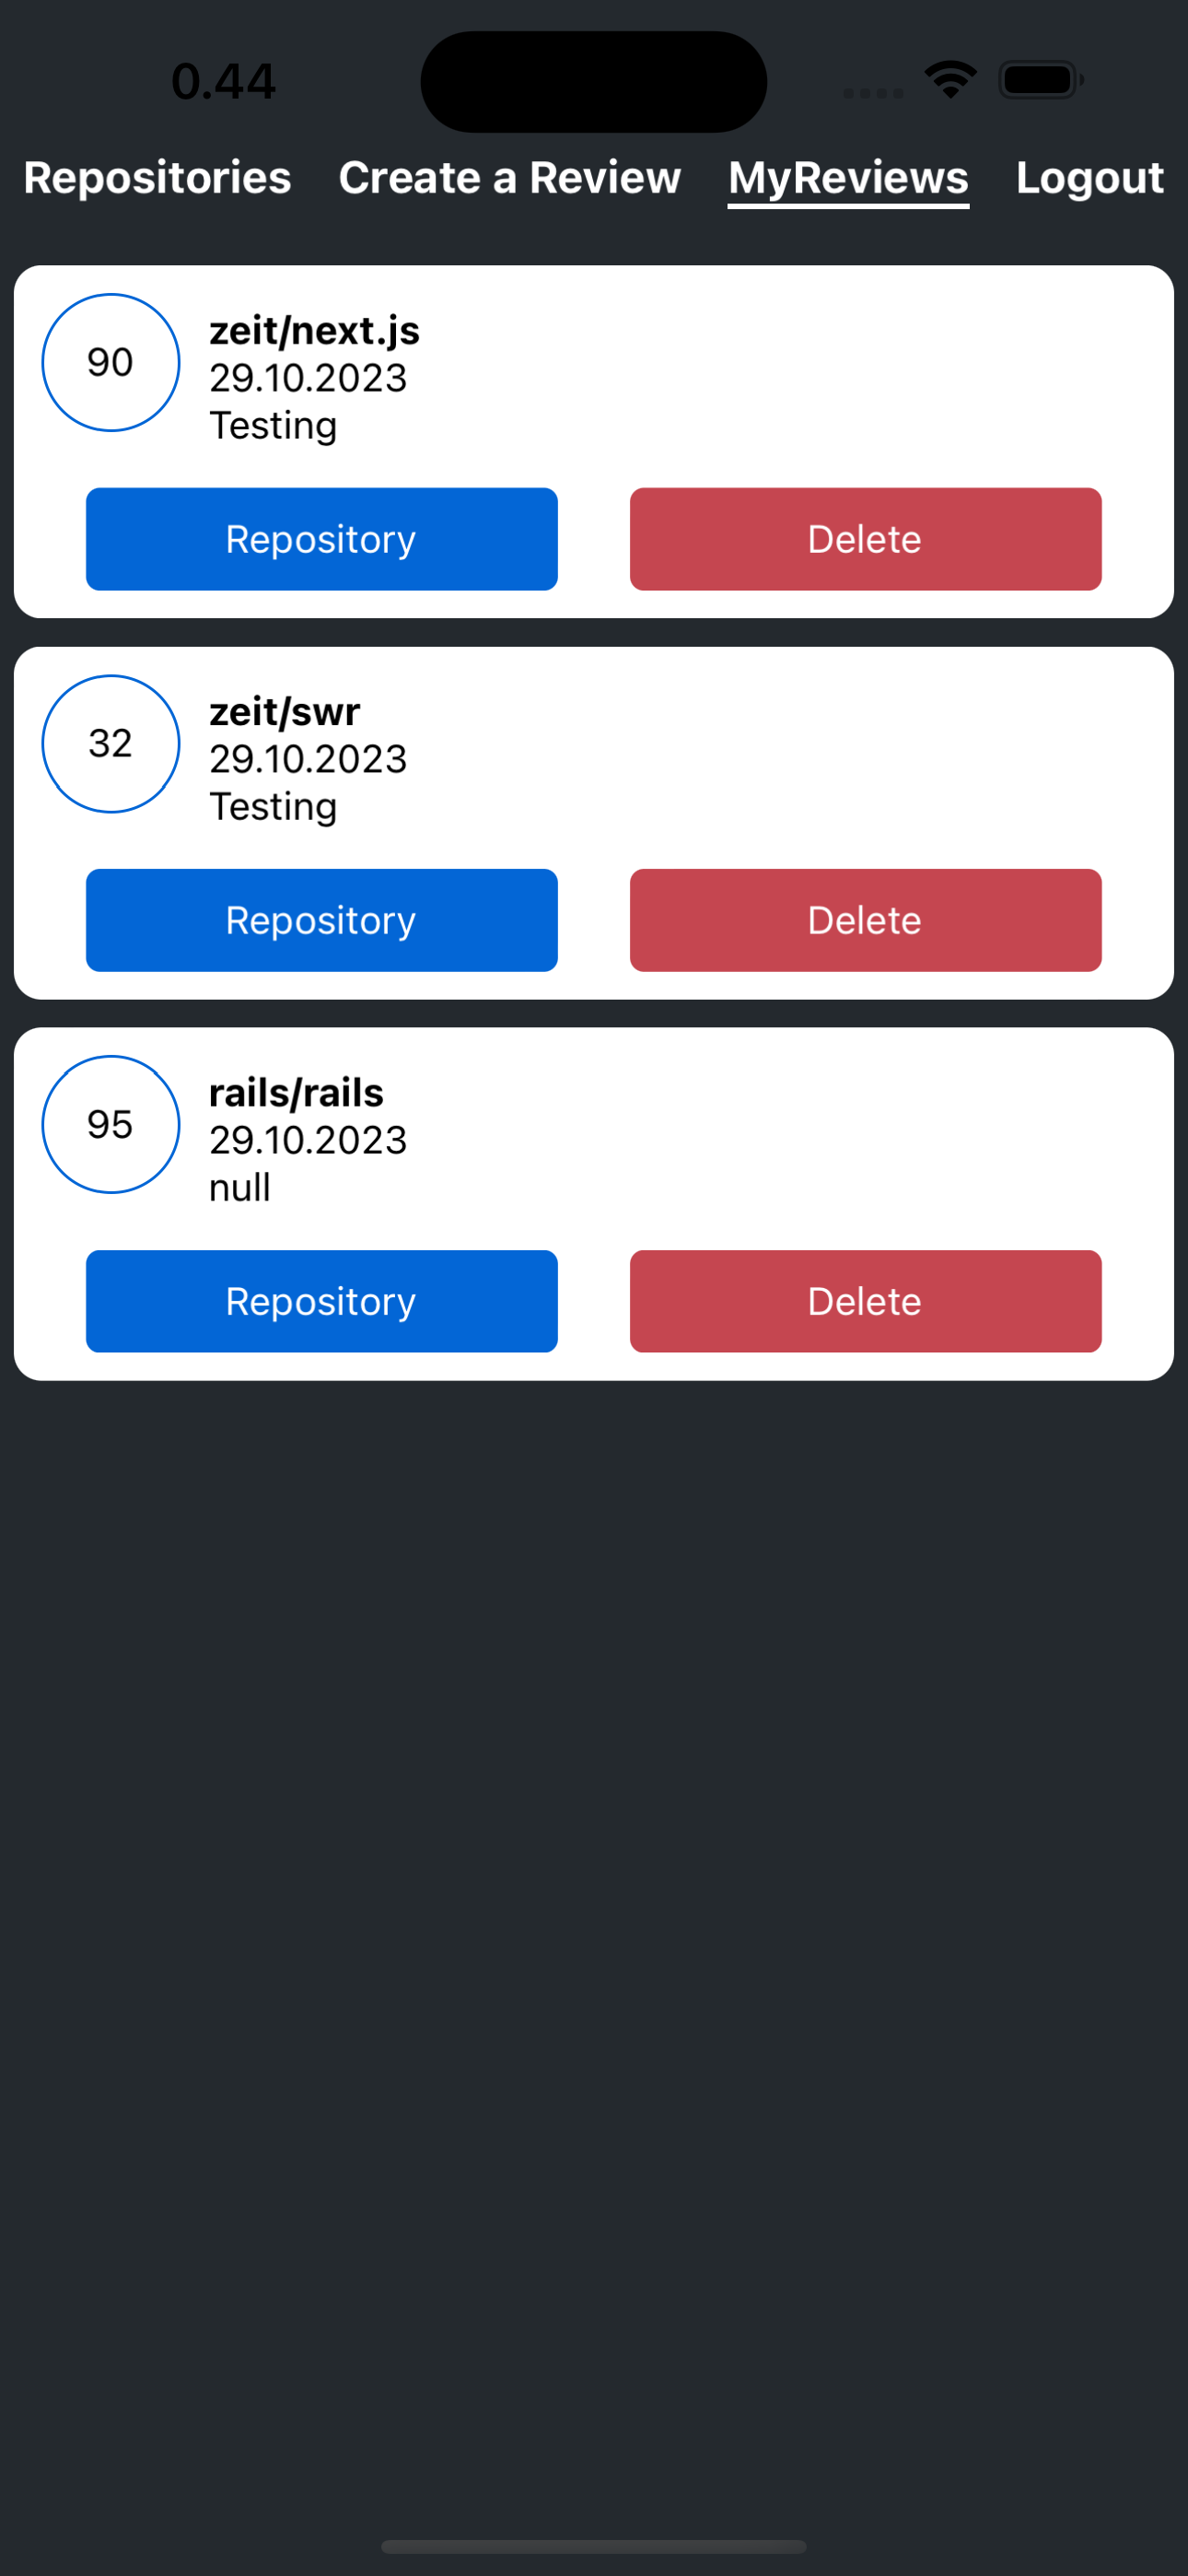 0.44
Repositories Create a Review MyReviews Logout
90
zeit/next.js
29.10.2023
Testing
Repository Delete
32
zeit/swr
29.10.2023
Testing
Repository Delete
95
rails/rails
29.10.2023
null
Repository Delete